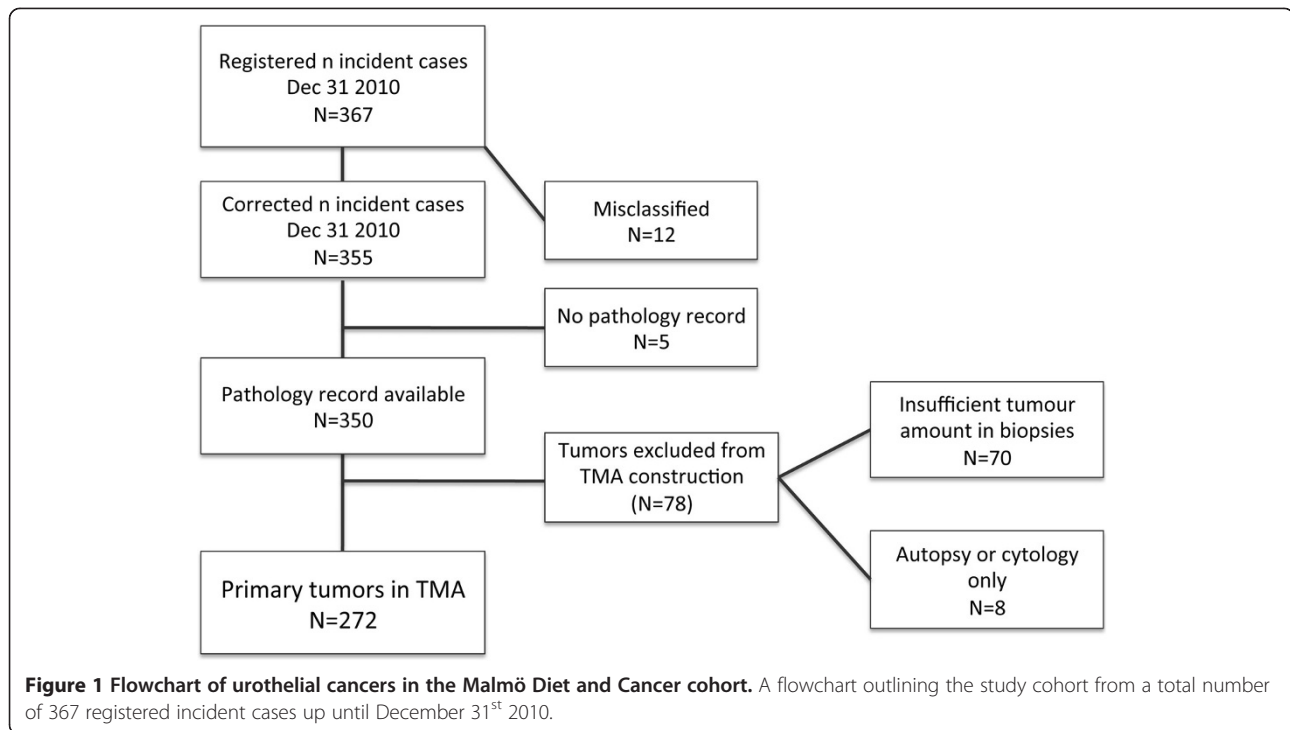 Registered n incident cases
Dec 31 2010
N=367
Corrected n incident cases
Dec 31 2010
N=355
Misclassified
N=12
No pathology record
N=5
Pathology record available
N=350
Tumors excluded from
TMA construction
(N=78)
Insufficient tumour
amount in biopsies
N=70
Autopsy or cytology
only
N=8
Primary tumors in TMA
N=272
Figure 1 Flowchart of urothelial cancers in the Malmö Diet and Cancer cohort. A flowchart outlining the study cohort from a total number
of 367 registered incident cases up until December 31st 2010.